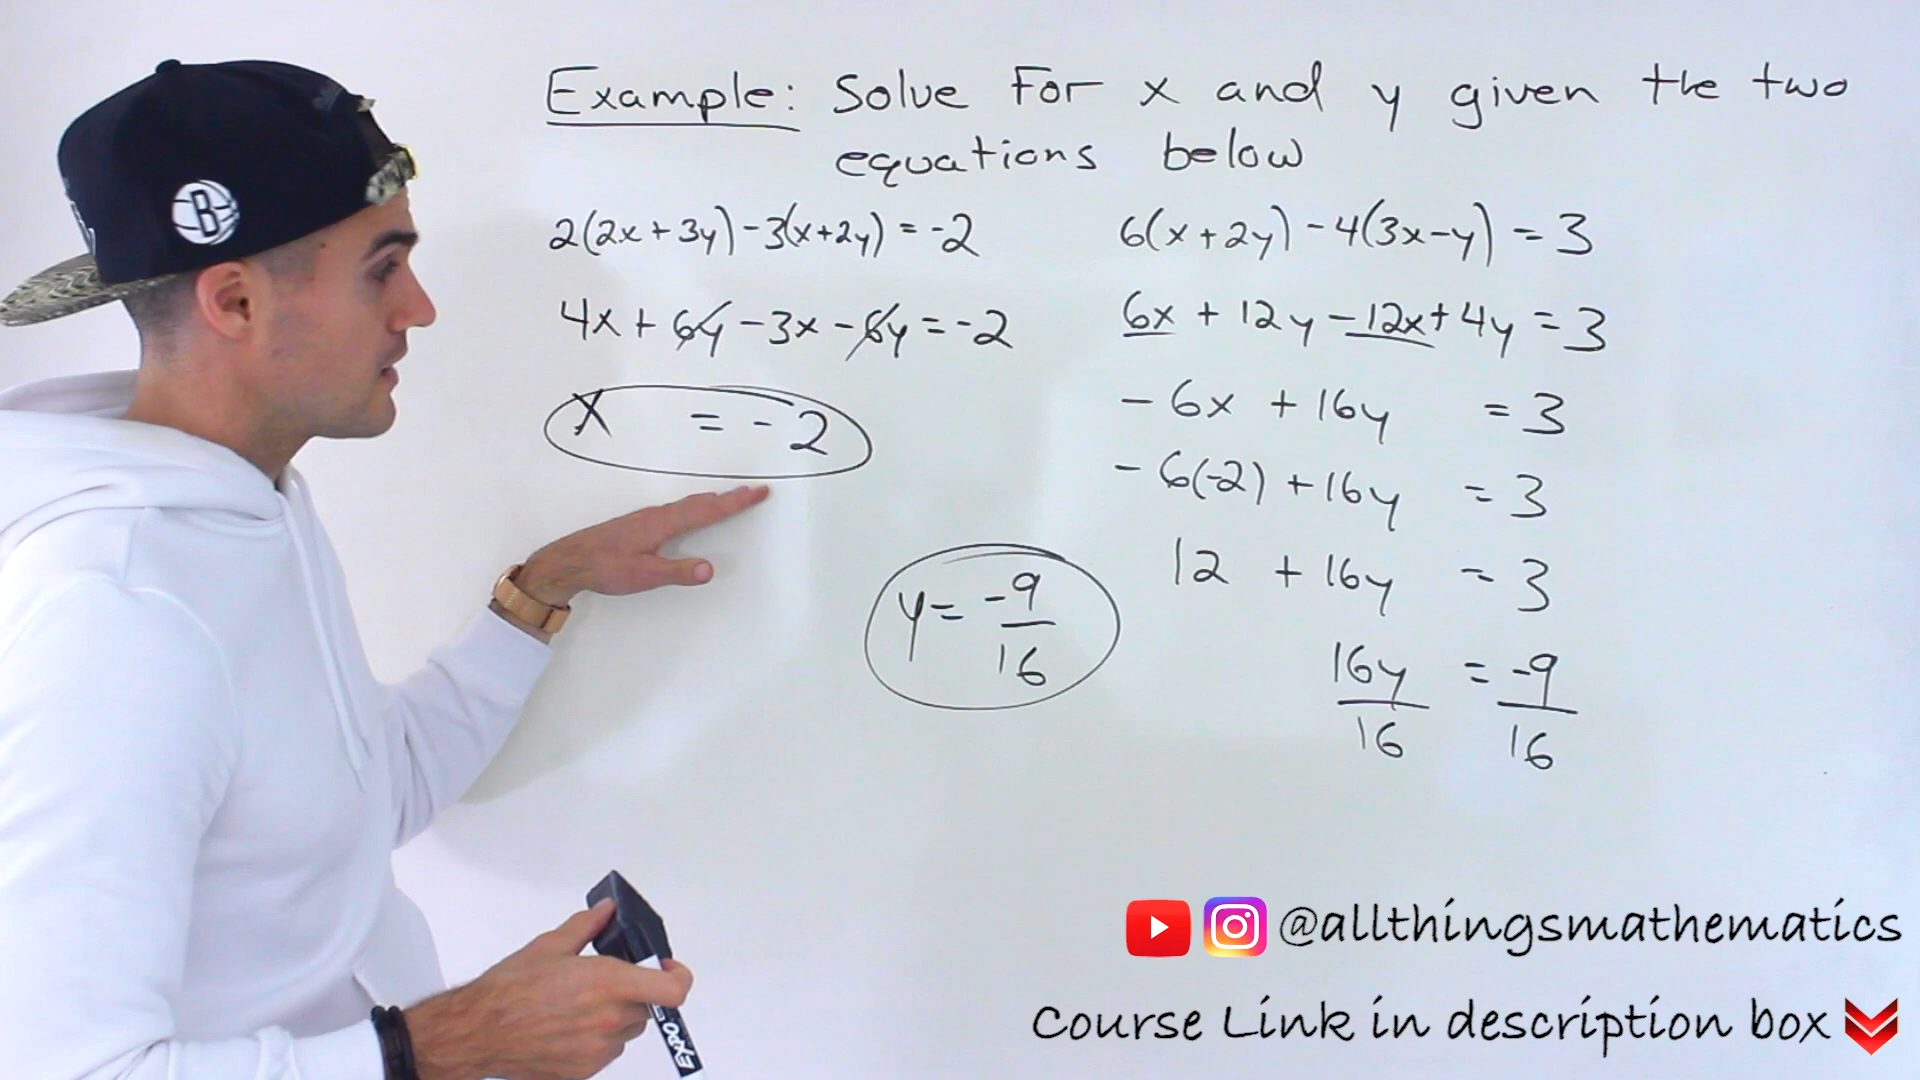 Example: Solve For x and y given the two
equations below
2(2x + 3y) - 3(x+2y) = -2
4x + 6y - 3x - 6y = -2
x = -2
y = -9/16
6(x + 2y) - 4(3x - y) = 3
6x + 12y - 12x + 4y = 3
- 6x + 16y = 3
- 6(-2) + 16y = 3
12 + 16y = 3
16y/16 = -9/16
@allthingsmathematics
Course Link in description box
B
EXPO